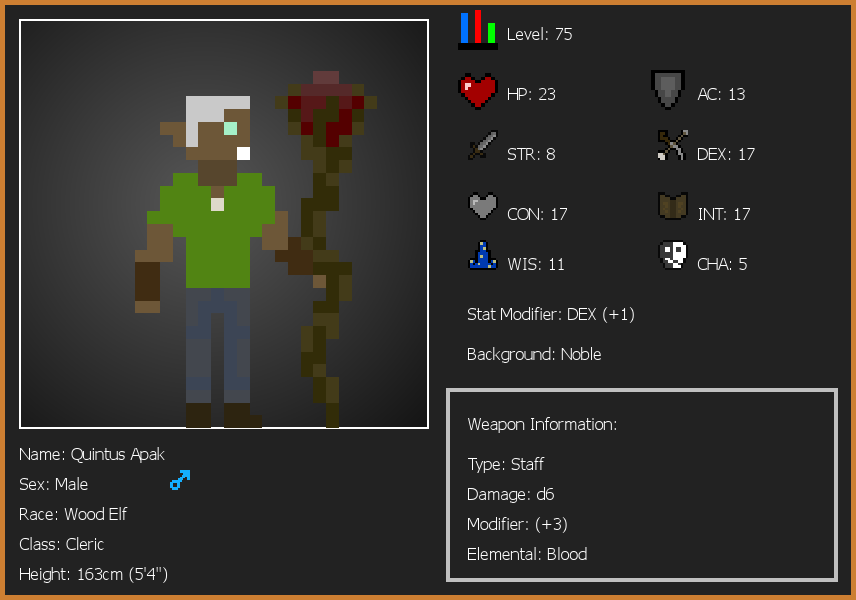 Level: 75
HP: 23
AC: 13
STR: 8
DEX: 17
CON: 17
INT: 17
WIS: 11
CHA: 5
Stat Modifier: DEX (+1)
Background: Noble
Weapon Information:
Type: Staff
Damage: d6
Modifier: (+3)
Elemental: Blood
Name: Quintus Apak
Sex: Male
Race: Wood Elf
Class: Cleric
Height: 163cm (5'4")